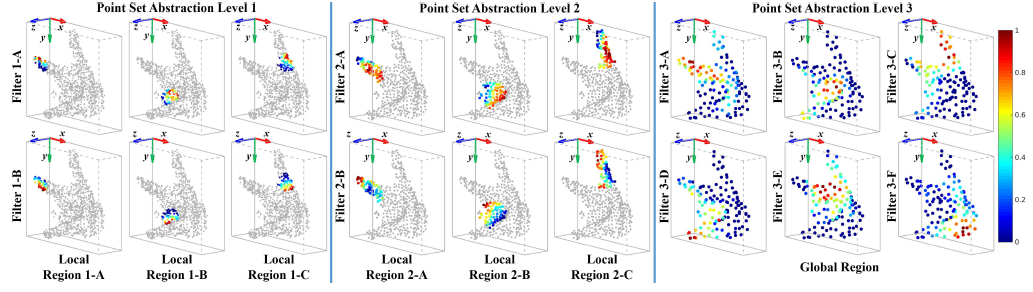 Point Set Abstraction Level 1
Point Set Abstraction Level 2
Point Set Abstraction Level 3
z x y
z x y
z x y
z x y
z x y
z x y
z x y
z x y
z x y
Filter 1-A
Filter 2-A
Filter 3-A
Filter 3-B
Filter 3-C
1
0.8
0.6
0.4
0.2
0
z x y
z x y
z x y
z x y
z x y
z x y
z x y
z x y
z x y
Filter 1-B
Filter 2-B
Filter 3-D
Filter 3-E
Filter 3-F
Local
Region 1-A
Local
Region 1-B
Local
Region 1-C
Local
Region 2-A
Local
Region 2-B
Local
Region 2-C
Global Region